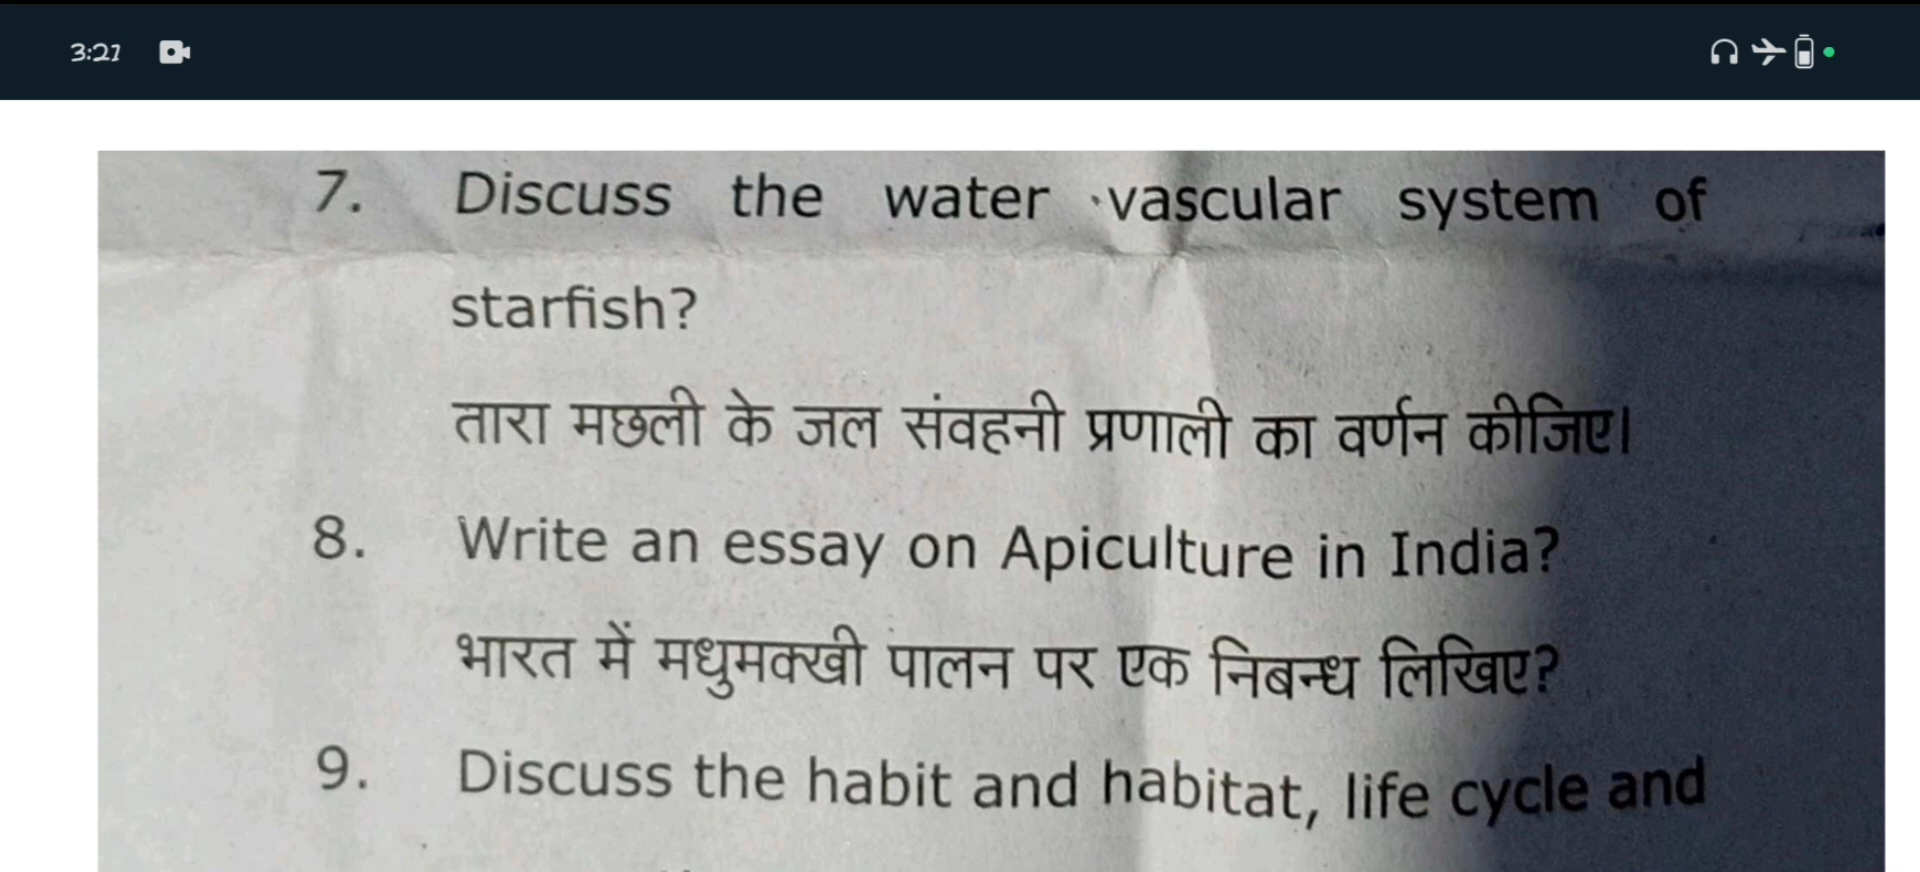 3:21
7. Discuss the water vascular system of
starfish?
तारा मछली के जल संवहनी प्रणाली का वर्णन कीजिए।
8. Write an essay on Apiculture in India?
भारत में मधुमक्खी पालन पर एक निबन्ध लिखिए?
9. Discuss the habit and habitat, life cycle and